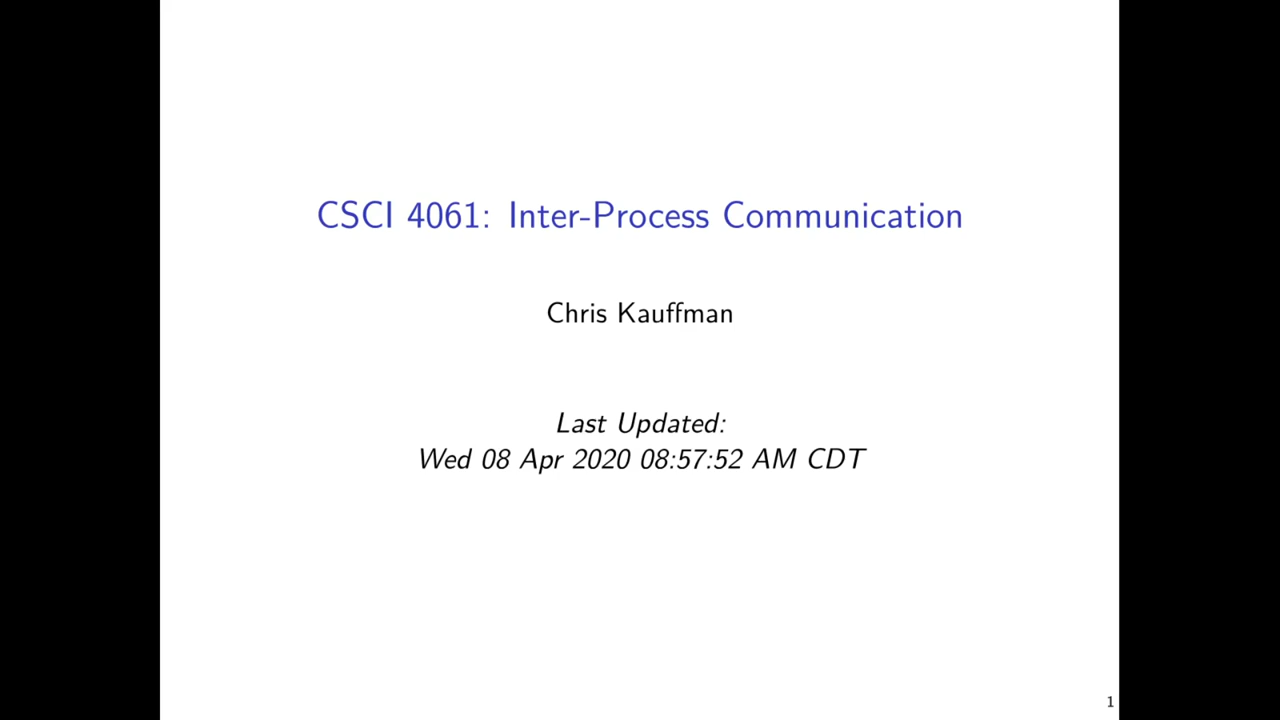 CSCI 4061: Inter-Process Communication
Chris Kauffman
Last Updated:
Wed 08 Apr 2020 08:57:52 AM CDT
1